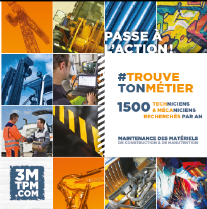 PASSE À
L'ACTION !
#TROUVE
TONMÉTIER
1500 TECHNICIENS
& MÉCANICIENS
RECHERCHÉS PAR AN
MAINTENANCE DES MATÉRIELS
DE CONSTRUCTION & DE MANUTENTION
3M
TPM
.COM